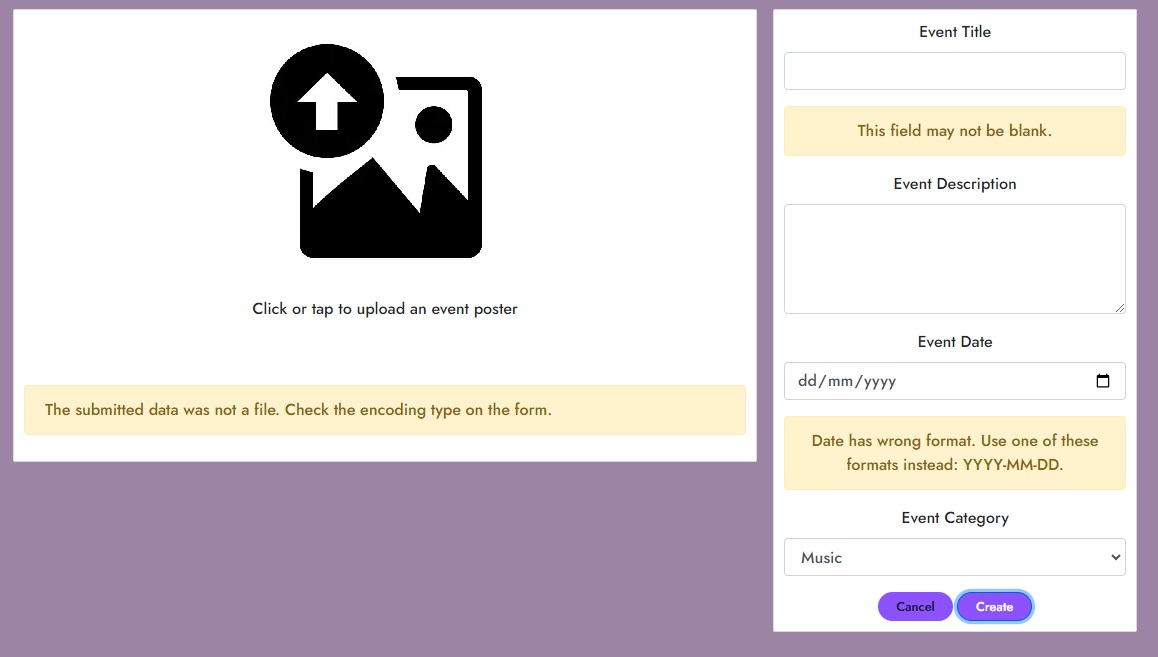 Click or tap to upload an event poster
The submitted data was not a file. Check the encoding type on the form.
Event Title
This field may not be blank.
Event Description
Event Date
dd/mm/yyyy
Date has wrong format. Use one of these
formats instead: YYYY-MM-DD.
Event Category
Music
Cancel Create